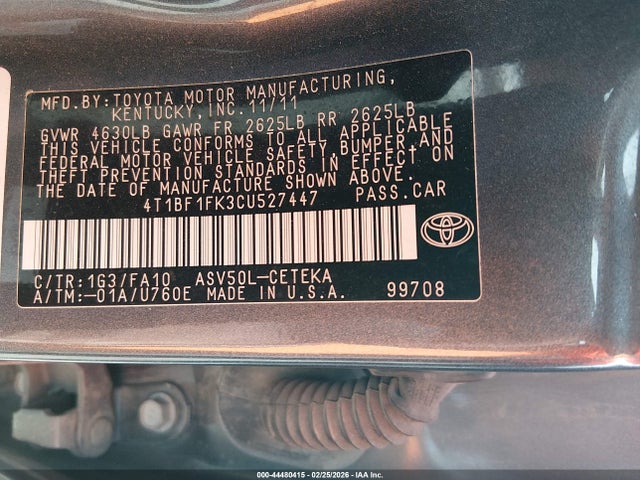 MFD.BY:TOYOTA MOTOR MANUFACTURING,
KENTUCKY,INC. 11/11
GVWR 4630LB GAWR FR 2625LB RR 2625LB
THIS VEHICLE CONFORMS TO ALL APPLICABLE
FEDERAL MOTOR VEHICLE SAFETY, BUMPER,AND
THEFT PREVENTION STANDARDS IN EFFECT ON
THE DATE OF MANUFACTURE SHOWN ABOVE.
4T1BF1FK3CU527447 PASS.CAR
C/TR:1G3/FA10 ASV50L-CETEKA
A/TM:-01A/U760E MADE IN U.S.A. 99708
000-44480415 - 02/25/2026 - IAA Inc.